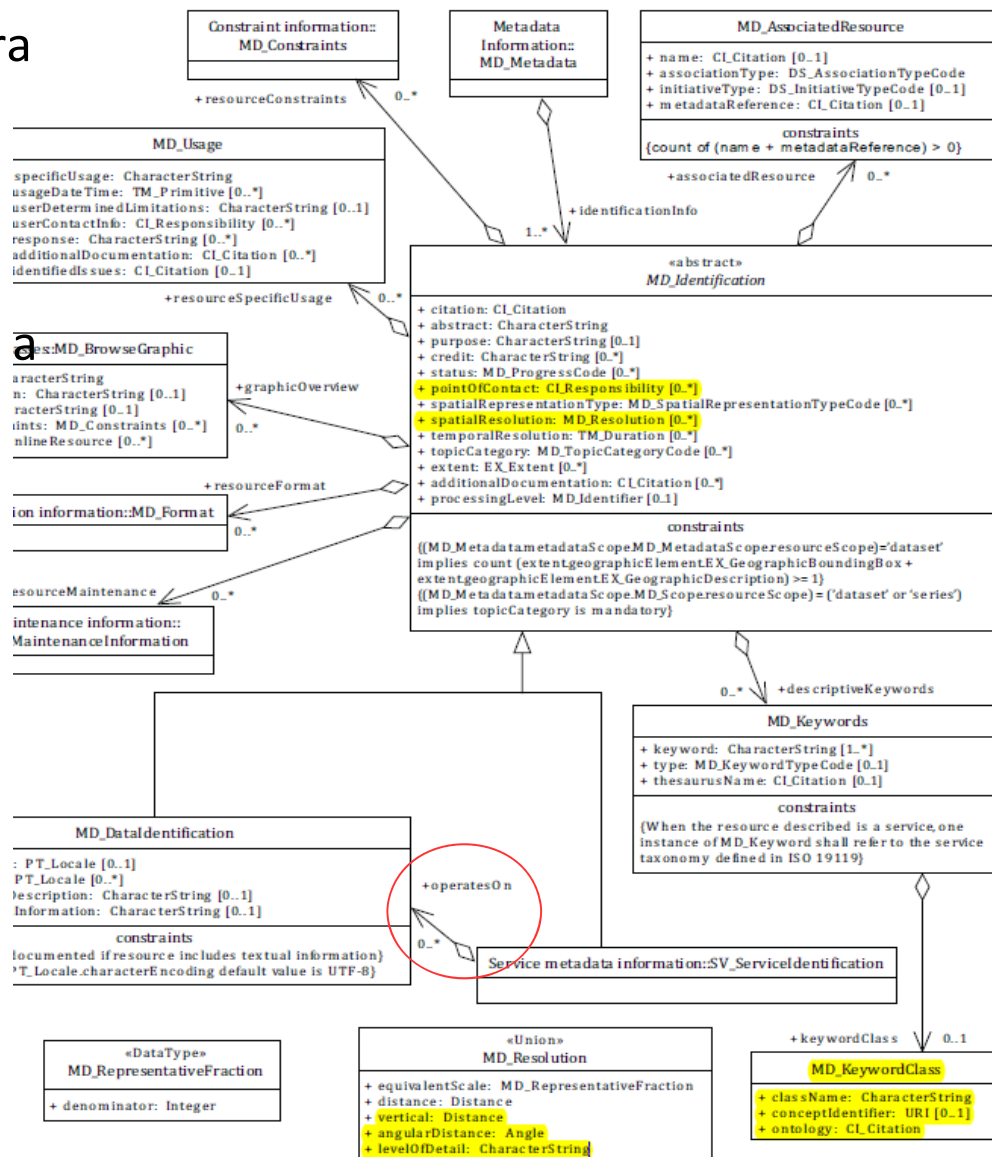 ra
Constraint information::
MD_Constraints
+resourceConstraints
0..*
Metadata
Information::
MD_Metadata
+identificationInfo
1..*
MD_AssociatedResource
+ name: CI_Citation [0..1]
+ associationType: DS_AssociationTypeCode
+ initiativeType: DS_InitiativeTypeCode [0..1]
+ metadataReference: CI_Citation [0..1]
constraints
{count of (name + metadataReference) > 0}
+associatedResource
0..*
MD_Usage
specificUsage: CharacterString
usageDateTime: TM_Primitive [0..*]
userDeterminedLimitations: CharacterString [0..1]
userContactInfo: CI_Responsibility [0..*]
response: CharacterString [0..*]
additionalDocumentation: CI_Citation [0..*]
identifiedIssues: CI_Citation [0..1]
+resourceSpecificUsage
0..*
«abstract»
MD_Identification
+ citation: CI_Citation
+ abstract: CharacterString
+ purpose: CharacterString [0..1]
+ credit: CharacterString [0..*]
+ status: MD_ProgressCode [0..*]
+ pointOfContact: CI_Responsibility [0..*]
+ spatialRepresentationType: MD_SpatialRepresentationTypeCode [0..*]
+ spatialResolution: MD_Resolution [0..*]
+ temporalResolution: TM_Duration [0..*]
+ topicCategory: MD_TopicCategoryCode [0..*]
+ extent: EX_Extent [0..*]
+ additionalDocumentation: CI_Citation [0..*]
+ processingLevel: MD_Identifier [0..1]
constraints
{(MD_Metadata.metadataScope.MD_MetadataScope.resourceScope)='dataset'
implies count (extent.geographicElement.EX_GeographicBoundingBox +
extent.geographicElement.EX_GeographicDescription) >= 1}
{(MD_Metadata.metadataScope.MD_Scope.resourceScope) = ('dataset' or 'series')
implies topicCategory is mandatory}
a
sses::MD_BrowseGraphic
aracterString
n: CharacterString [0..1]
racterString [0..1]
aints: MD_Constraints [0..*]
nlineResource [0..*]
+graphicOverview
0..*
+resourceFormat
ion information::MD_Format
0..*
esourceMaintenance
0..*
intenance information::
MaintenanceInformation
0..*
+descriptiveKeywords
MD_Keywords
+ keyword: CharacterString [1..*]
+ type: MD_KeywordTypeCode [0..1]
+ thesaurusName: CI_Citation [0..1]
constraints
{When the resource described is a service, one
instance of MD_Keyword shall refer to the service
taxonomy defined in ISO 19119}
MD_DataIdentification
: PT_Locale [0..1]
PT_Locale [0..*]
Description: CharacterString [0..1]
Information: CharacterString [0..1]
constraints
documented if resource includes textual information}
PT_Locale.characterEncoding default value is UTF-8}
+operatesOn
0..*
Service metadata information::SV_ServiceIdentification
+keywordClass
0..1
«DataType»
MD_RepresentativeFraction
+ denominator: Integer
«Union»
MD_Resolution
+ equivalentScale: MD_RepresentativeFraction
+ distance: Distance
+ vertical: Distance
+ angularDistance: Angle
+ levelOfDetail: CharacterString
MD_KeywordClass
+ className: CharacterString
+ conceptIdentifier: URI [0..1]
+ ontology: CI_Citation